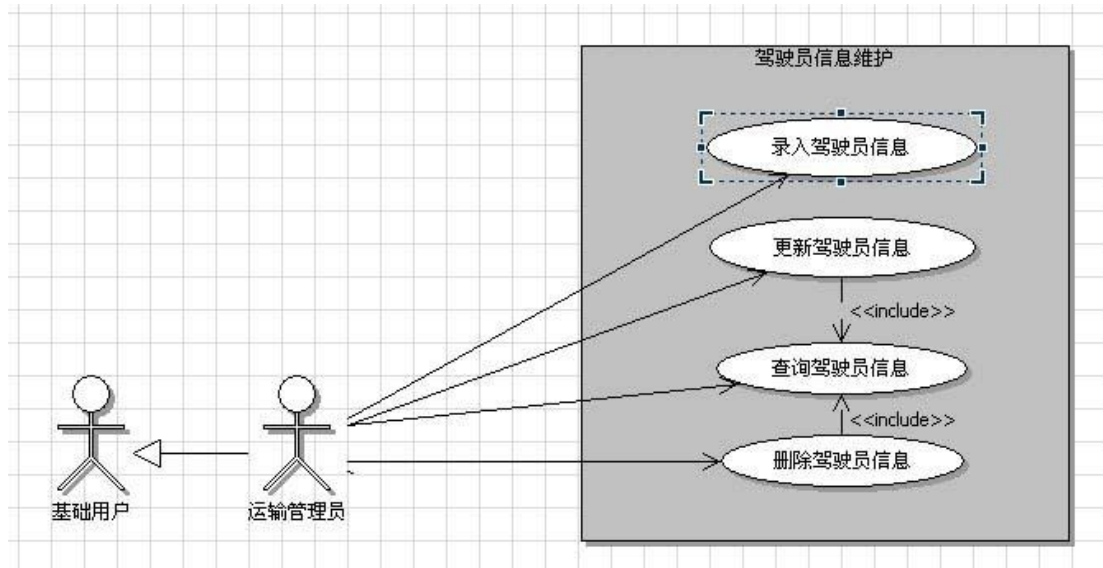 驾驶员信息维护
录入驾驶员信息
更新驾驶员信息
<<include>>
查询驾驶员信息
<<include>>
删除驾驶员信息
基础用户
运输管理员